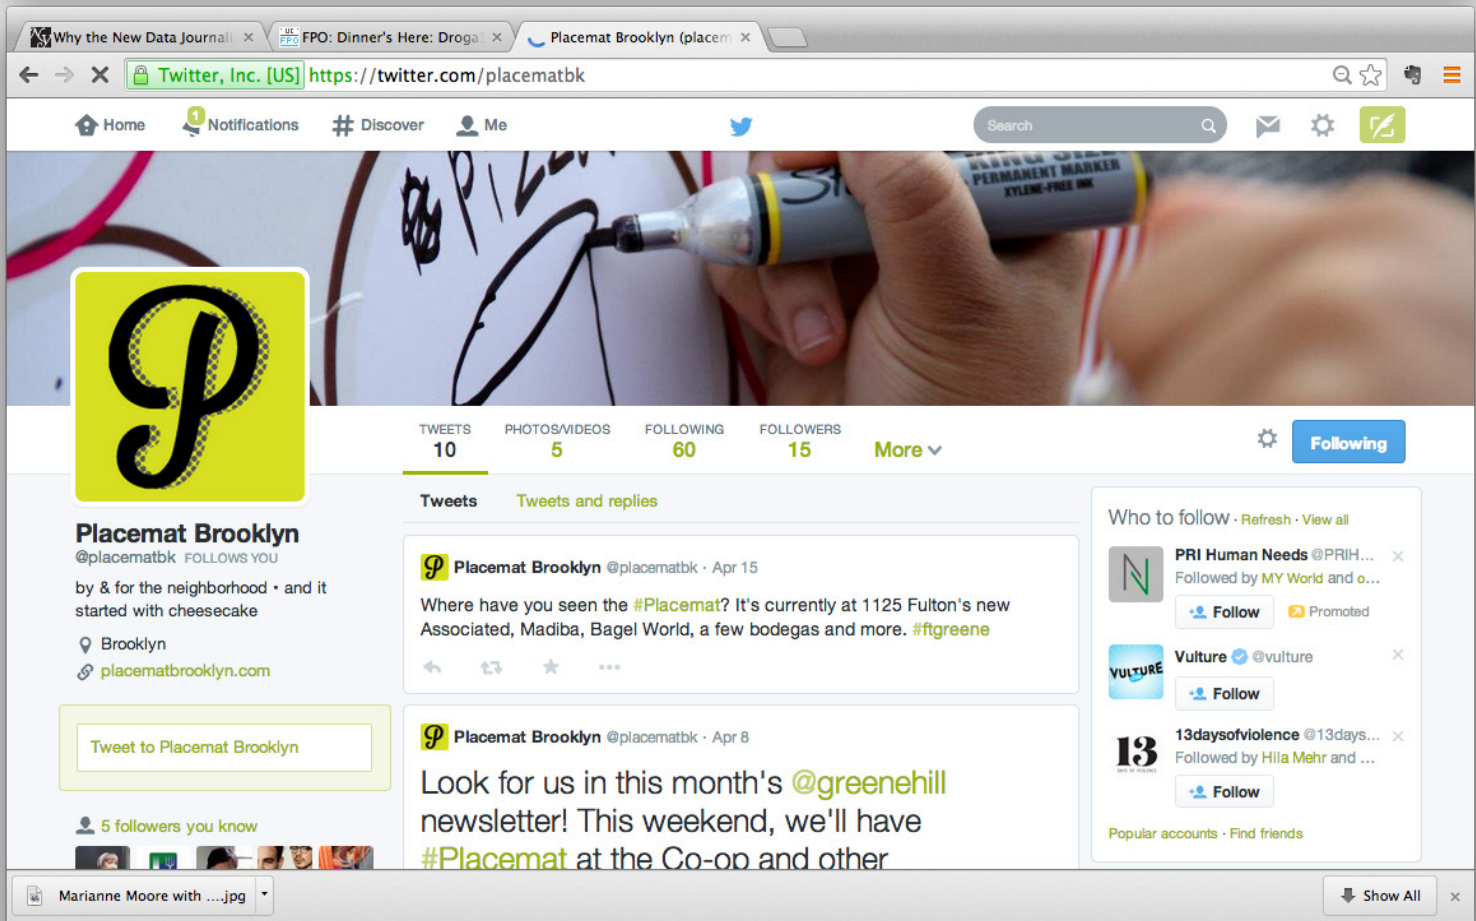 Why the New Data Journali
FPO: Dinner's Here: Droga
Placemat Brooklyn (placem
Twitter, Inc. [US] https://twitter.com/placematbk
Home
1
Notifications
Discover
Me
Search
KING SIZE
PERMANENT MARKER
XYLENE-FREE INK
P
TWEETS
10
PHOTOS/VIDEOS
5
FOLLOWING
60
FOLLOWERS
15
More
Following
Placemat Brooklyn
@placematbk FOLLOWS YOU
by & for the neighborhood • and it
started with cheesecake
Brooklyn
placematbrooklyn.com
Tweet to Placemat Brooklyn
5 followers you know
Tweets Tweets and replies
Placemat Brooklyn @placematbk · Apr 15
Where have you seen the #Placemat? It's currently at 1125 Fulton's new
Associated, Madiba, Bagel World, a few bodegas and more. #ftgreene
Placemat Brooklyn @placematbk · Apr 8
Look for us in this month's @greenehill
newsletter! This weekend, we'll have
#Placemat at the Co-op and other
Who to follow · Refresh · View all
PRI Human Needs @PRIH...
Followed by MY World and o...
Follow
Promoted
VULTURE
Vulture @vulture
Follow
13
DAYS OF VIOLENCE
13daysofviolence @13days...
Followed by Hila Mehr and ...
Follow
Popular accounts · Find friends
Marianne Moore with ....jpg
Show All